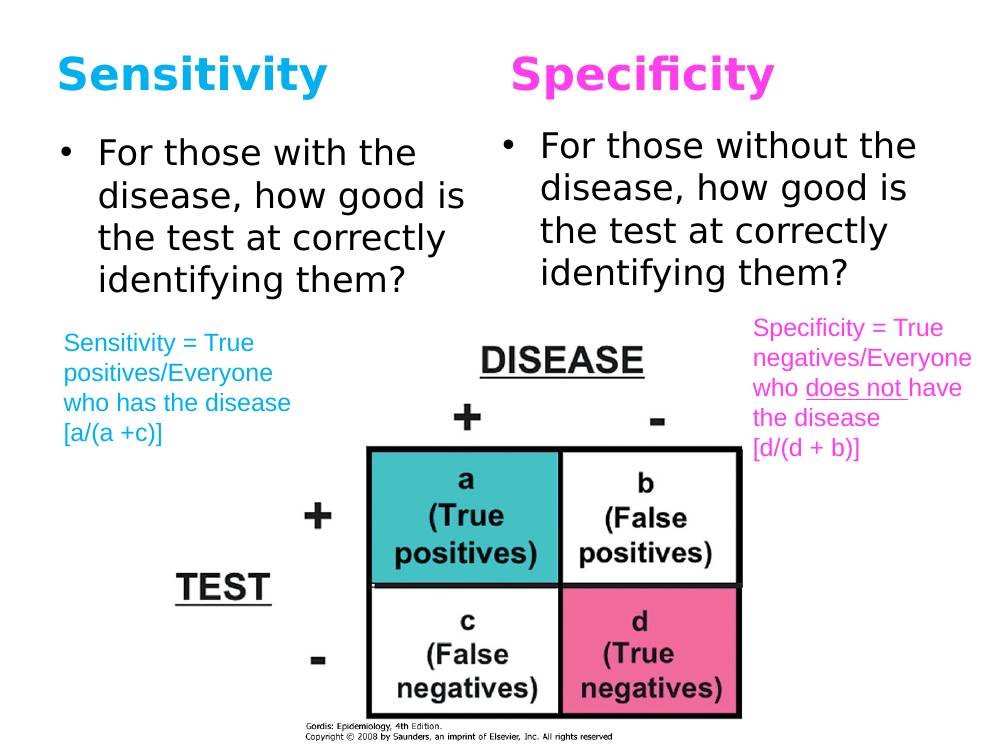 Sensitivity
Specificity
• For those with the
disease, how good is
the test at correctly
identifying them?
• For those without the
disease, how good is
the test at correctly
identifying them?
Sensitivity = True
positives/Everyone
who has the disease
[a/(a +c)]
Specificity = True
negatives/Everyone
who does not have
the disease
[d/(d + b)]
DISEASE
+ -
TEST
+
-
a
(True
positives)
b
(False
positives)
c
(False
negatives)
d
(True
negatives)
Gordis: Epidemiology, 4th Edition.
Copyright © 2008 by Saunders, an imprint of Elsevier, Inc. All rights reserved